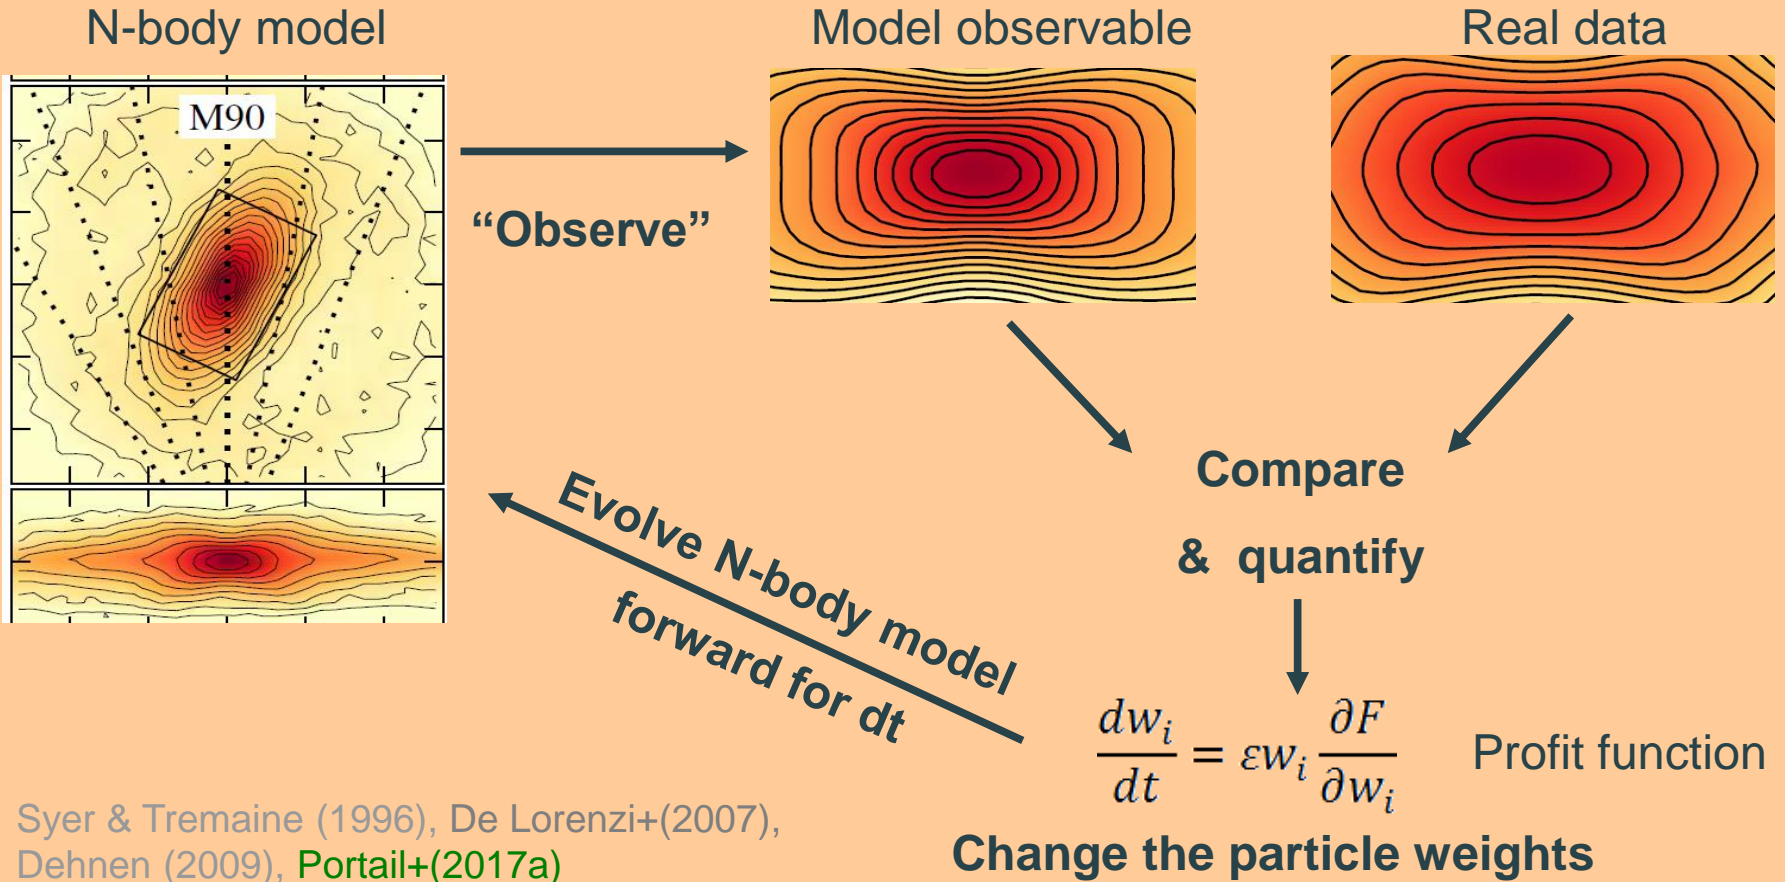 N-body model
Model observable
Real data
M90
“Observe”
Compare
& quantify
Evolve N-body model
forward for dt
dw_i/dt = εw_i ∂F/∂w_i
Profit function
Change the particle weights
Syer & Tremaine (1996), De Lorenzi+(2007),
Dehnen (2009), Portail+(2017a)